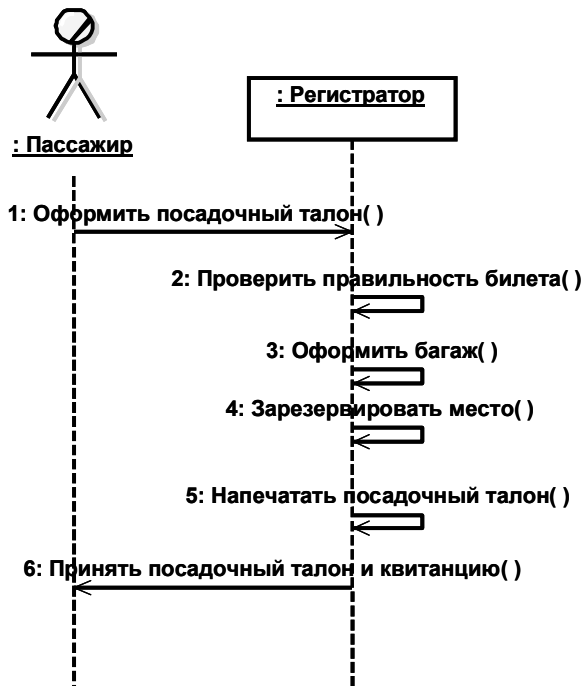 : Регистратор
: Пассажир
1: Оформить посадочный талон( )
2: Проверить правильность билета( )
3: Оформить багаж( )
4: Зарезервировать место( )
5: Напечатать посадочный талон( )
6: Принять посадочный талон и квитанцию( )